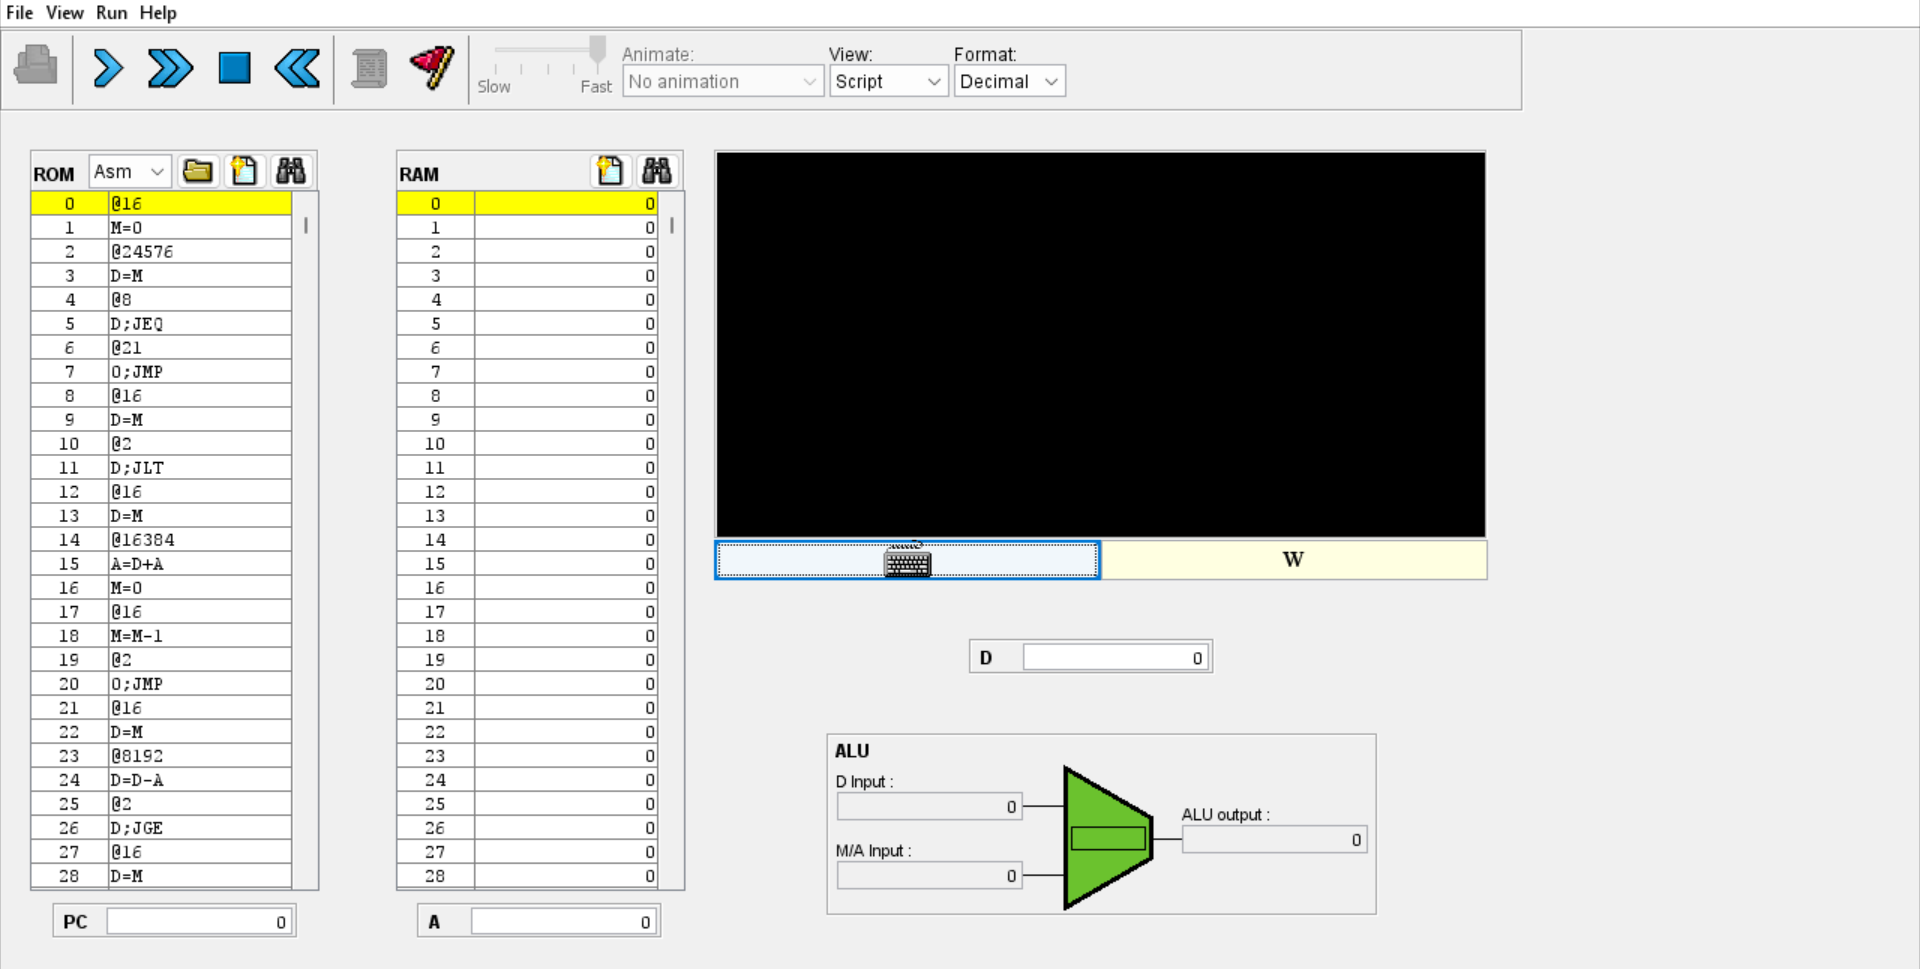 File View Run Help
Animate: View: Format:
No animation Script Decimal
Slow Fast
ROM Asm
0 @16
1 M=0
2 @24576
3 D=M
4 @8
5 D;JEQ
6 @21
7 0;JMP
8 @16
9 D=M
10 @2
11 D;JLT
12 @16
13 D=M
14 @16384
15 A=D+A
16 M=0
17 @16
18 M=M-1
19 @2
20 0;JMP
21 @16
22 D=M
23 @8192
24 D=D-A
25 @2
26 D;JGE
27 @16
28 D=M
PC 0
RAM
0 0
1 0
2 0
3 0
4 0
5 0
6 0
7 0
8 0
9 0
10 0
11 0
12 0
13 0
14 0
15 0
16 0
17 0
18 0
19 0
20 0
21 0
22 0
23 0
24 0
25 0
26 0
27 0
28 0
A 0
W
D 0
ALU
D Input :
0
M/A Input :
0
ALU output :
0